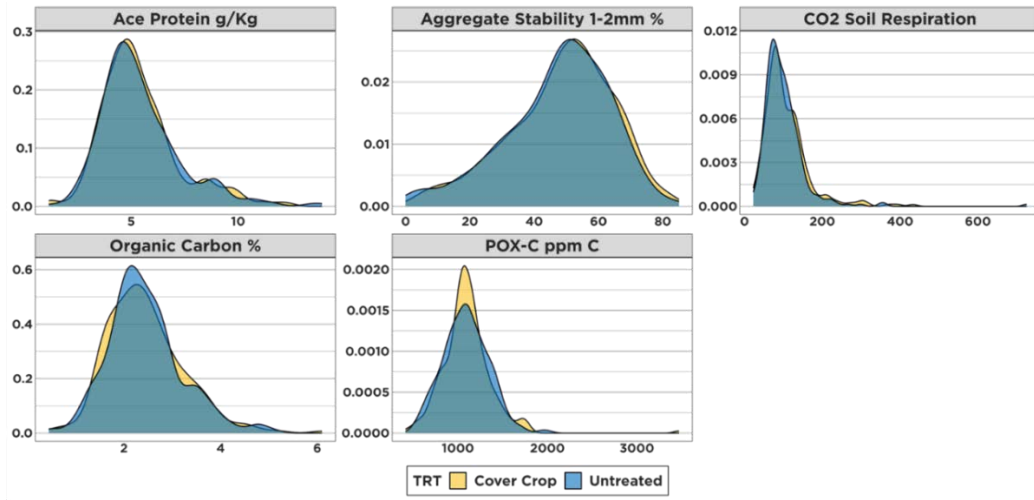 Ace Protein g/Kg
0.3
0.2
0.1
0.0
5 10
Aggregate Stability 1-2mm %
0.02
0.01
0.00
0 20 40 60 80
CO2 Soil Respiration
0.012
0.009
0.006
0.003
0.000
0 200 400 600
Organic Carbon %
0.6
0.4
0.2
0.0
2 4 6
POX-C ppm C
0.0020
0.0015
0.0010
0.0005
0.0000
1000 2000 3000
TRT Cover Crop Untreated